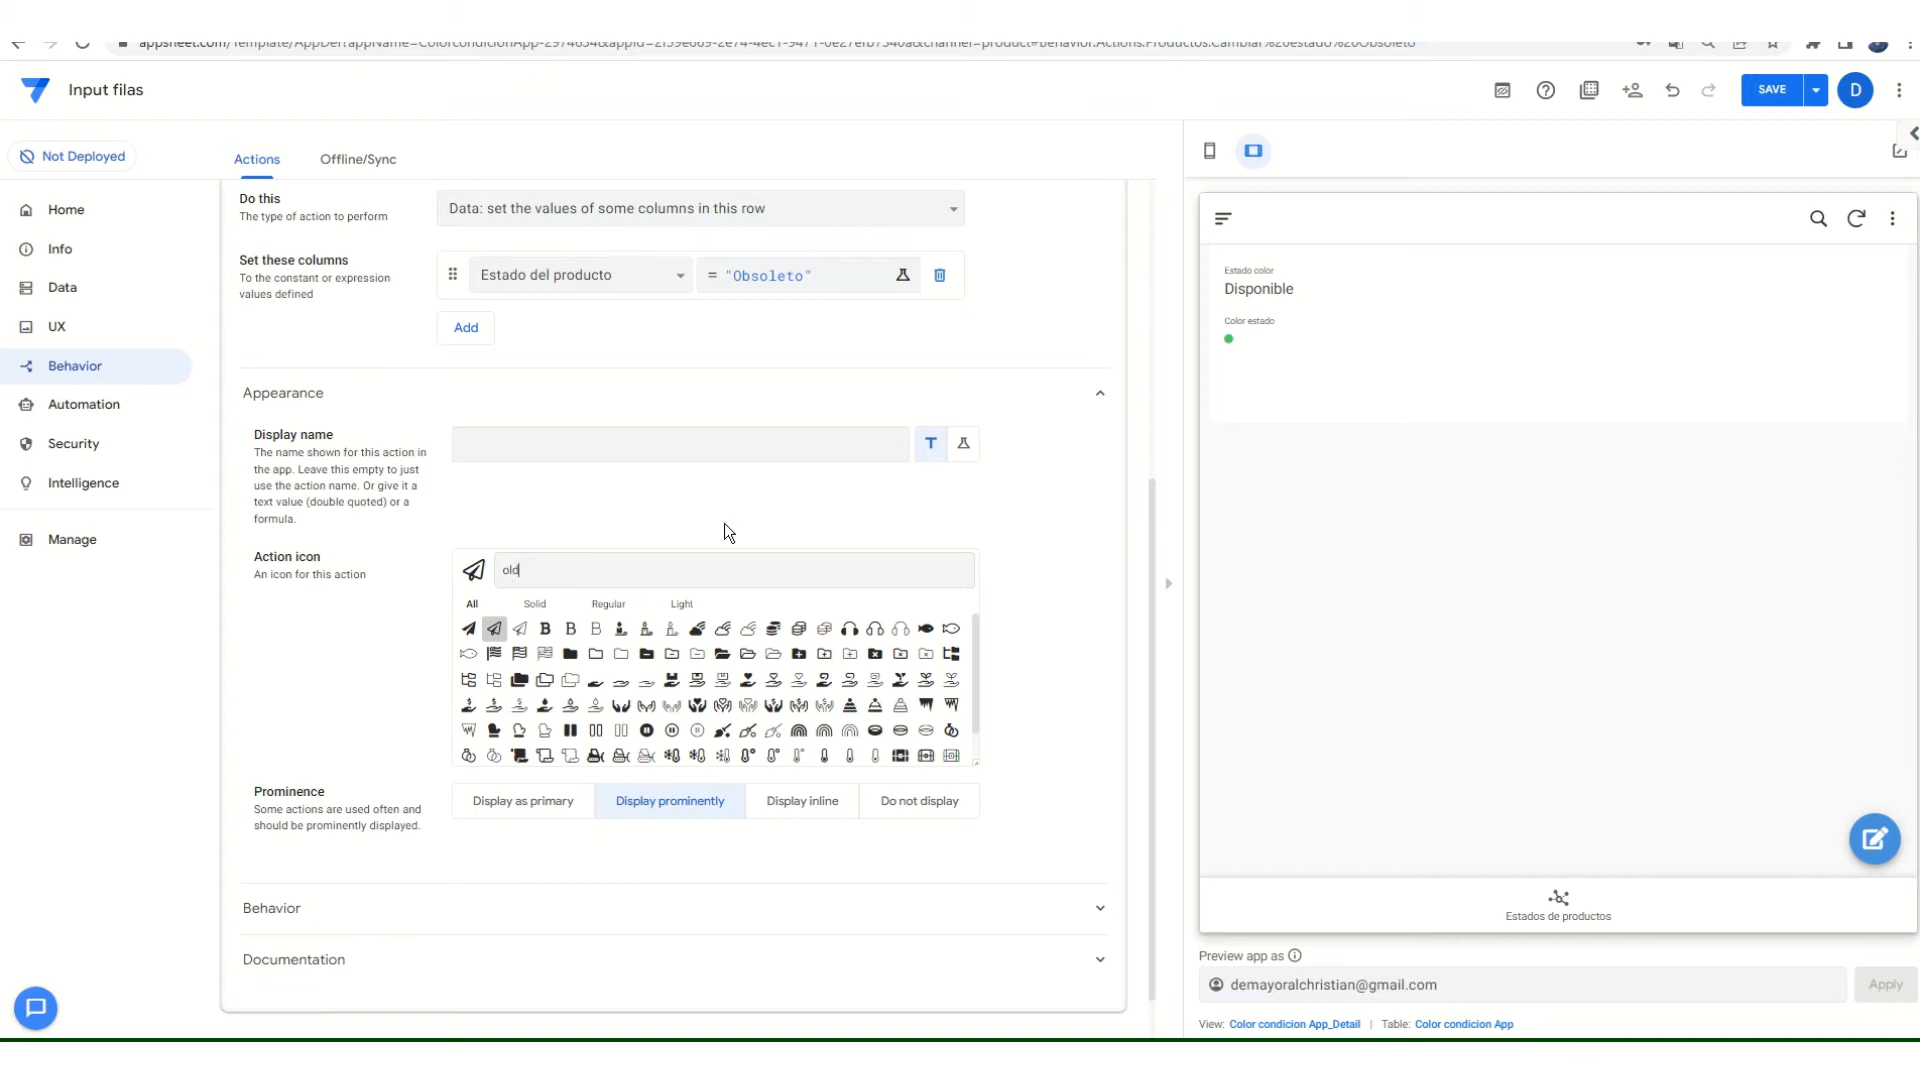 Input filas
SAVE
D
Not Deployed
Actions
Offline/Sync
Home
Info
Data
UX
Behavior
Automation
Security
Intelligence
Manage
Do this
The type of action to perform
Data: set the values of some columns in this row
Set these columns
To the constant or expression
values defined
Estado del producto
= "Obsoleto"
Add
Appearance
Display name
The name shown for this action in
the app. Leave this empty to just
use the action name. Or give it a
text value (double quoted) or a
formula.
T
Action icon
An icon for this action
old
All
Solid
Regular
Light
Prominence
Some actions are used often and
should be prominently displayed.
Display as primary
Display prominently
Display inline
Do not display
Behavior
Documentation
Estado color
Disponible
Color estado
Estados de productos
Preview app as
demayoralchristian@gmail.com
Apply
View: Color condicion App_Detail | Table: Color condicion App